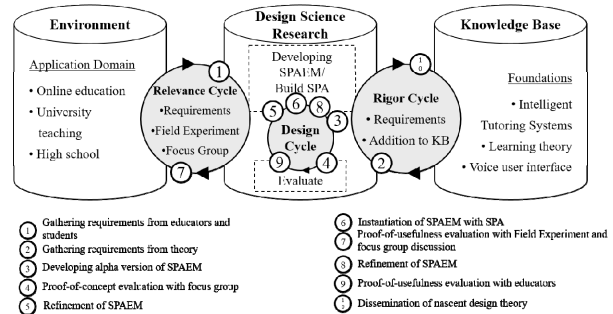 Environment
Design Science
Research
Knowledge Base
Application Domain
• Online education
• University
teaching
• High school
1
Relevance Cycle
•Requirements
•Field Experiment
•Focus Group
7
Developing
SPAEM/
Build SPA
5
6
8
3
Design
Cycle
9
4
Evaluate
10
Rigor Cycle
• Requirements
• Addition to KB
2
Foundations
• Intelligent
Tutoring Systems
• Learning theory
• Voice user interface
1 Gathering requirements from educators and
students
2 Gathering requirements from theory
3 Developing alpha version of SPAEM
4 Proof-of-concept evaluation with focus group
5 Refinement of SPAEM
6 Instantiation of SPAEM with SPA
7 Proof-of-usefulness evaluation with Field Experiment and
focus group discussion
8 Refinement of SPAEM
9 Proof-of-usefulness evaluation with educators
10 Dissemination of nascent design theory